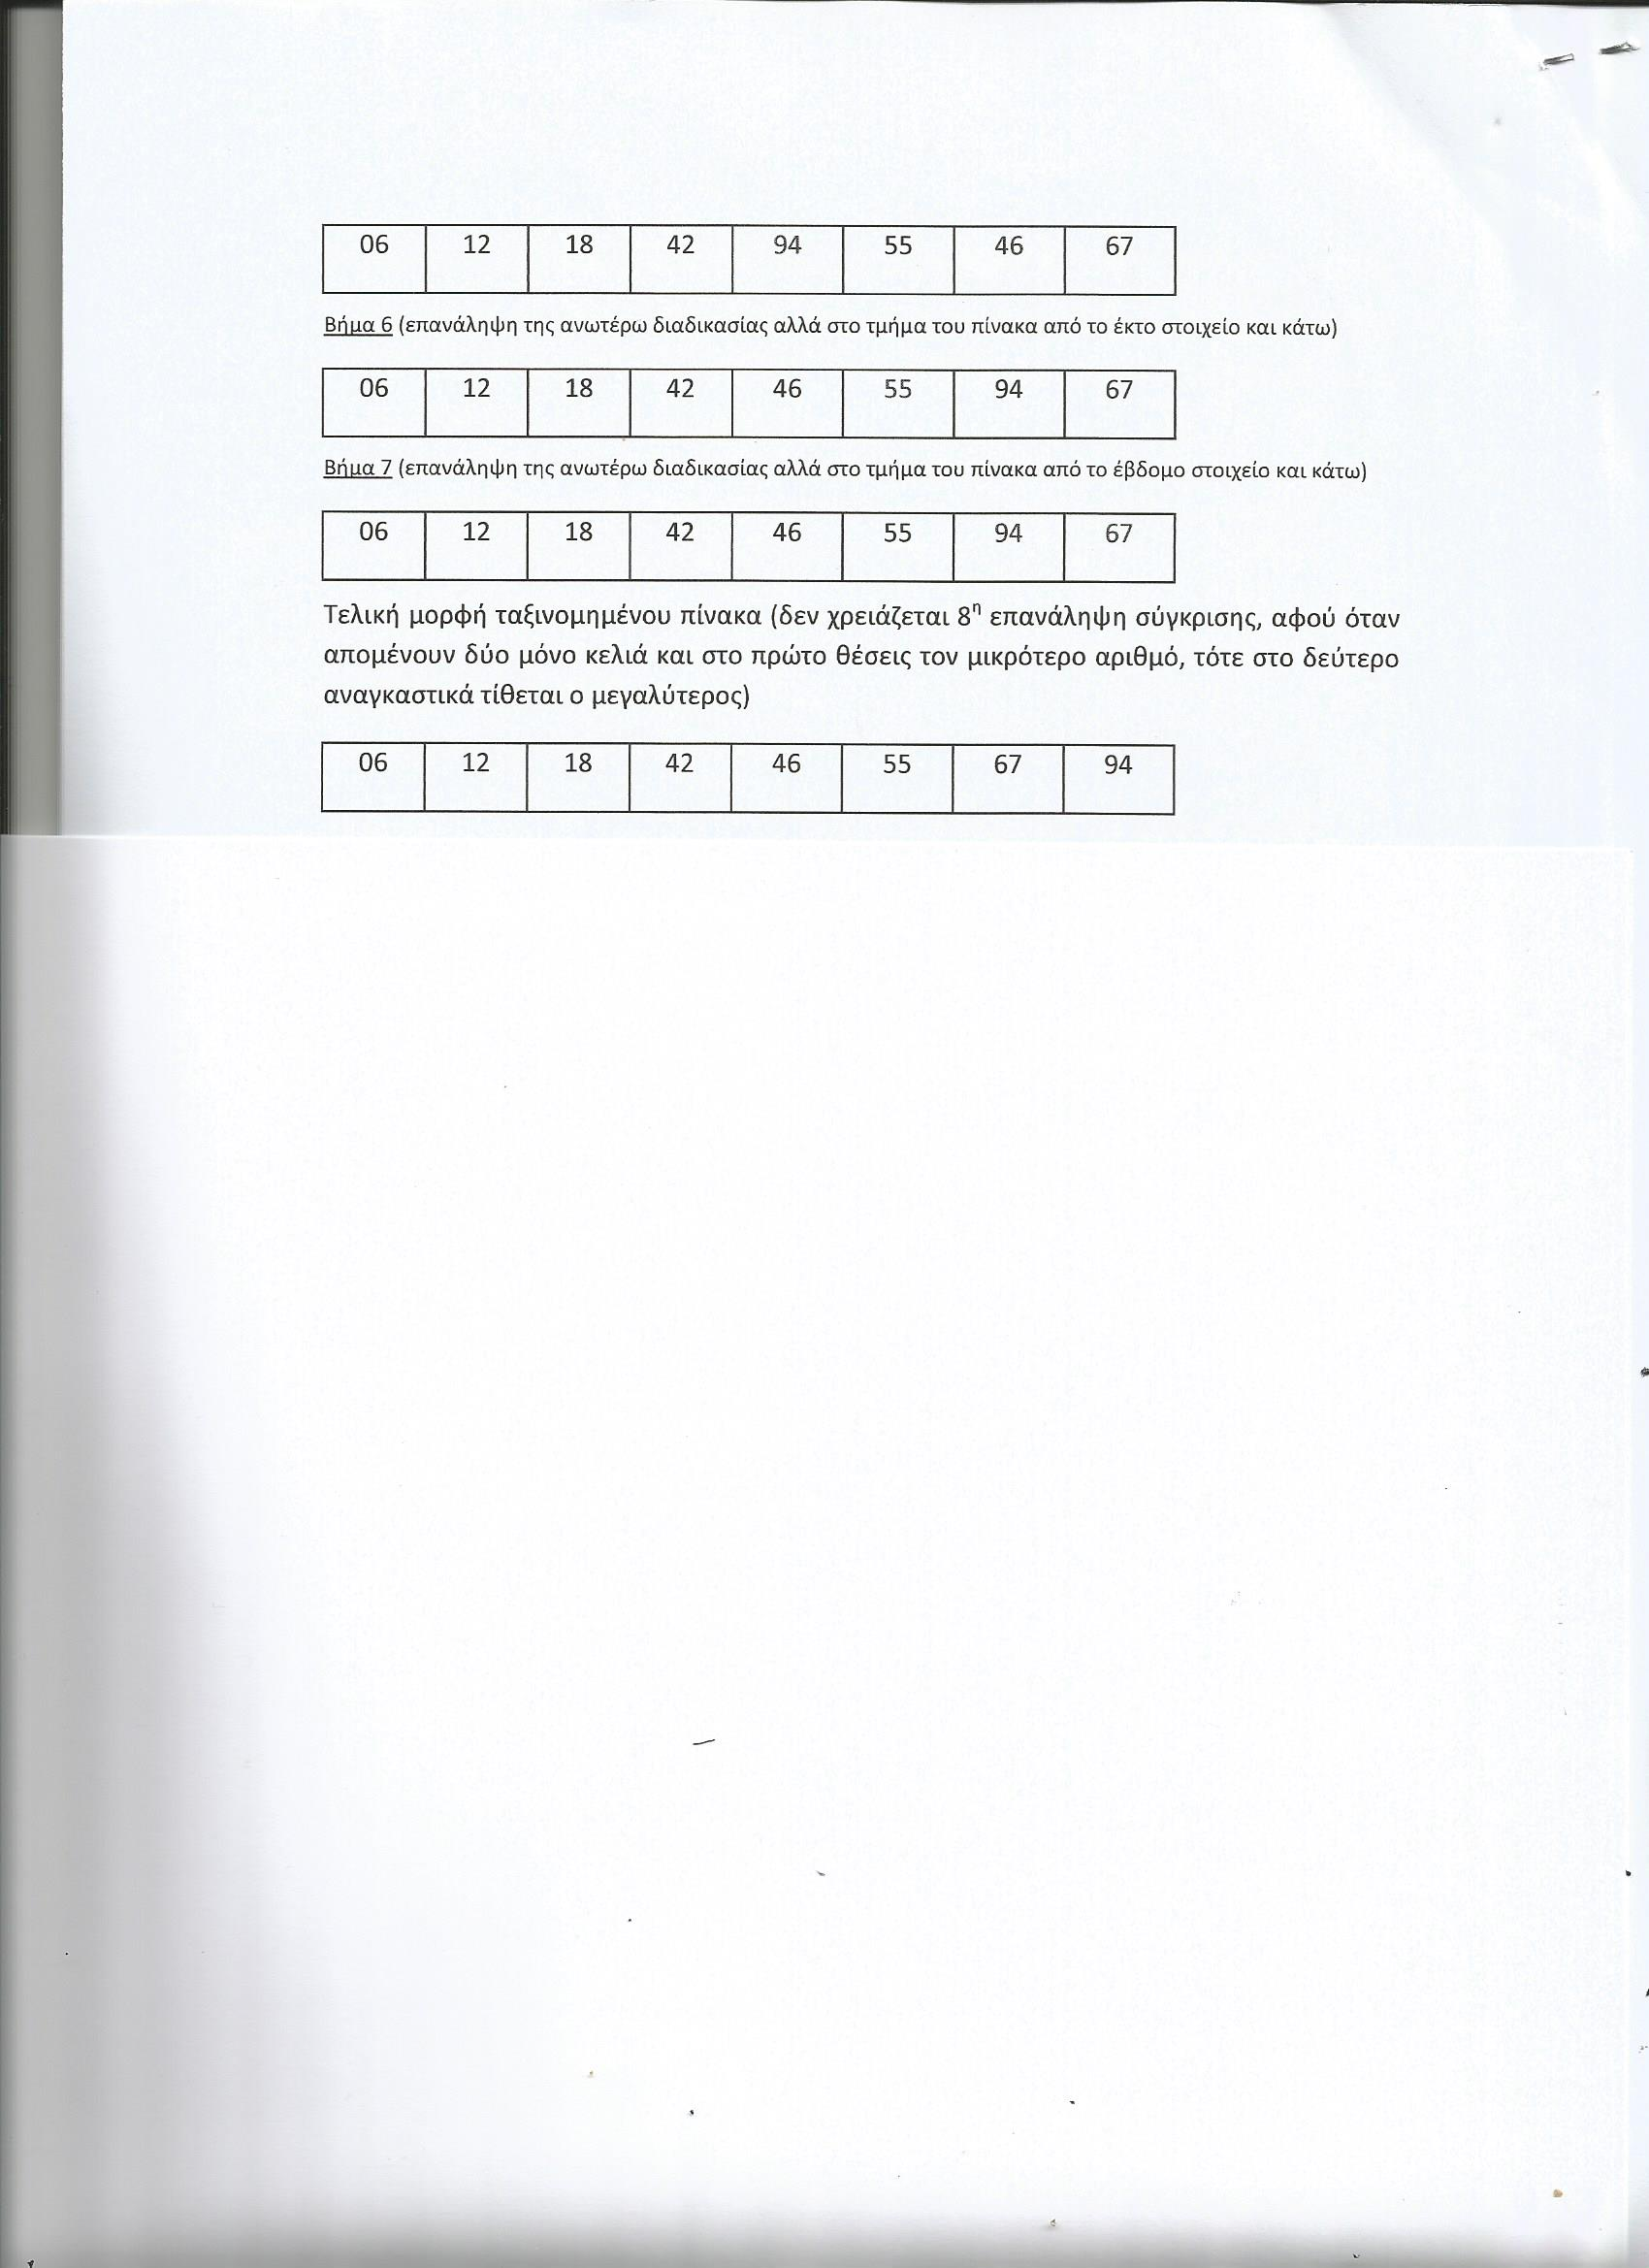 06 12 18 42 94 55 46 67
Βήμα 6 (επανάληψη της ανωτέρω διαδικασίας αλλά στο τμήμα του πίνακα από το έκτο στοιχείο και κάτω)
06 12 18 42 46 55 94 67
Βήμα 7 (επανάληψη της ανωτέρω διαδικασίας αλλά στο τμήμα του πίνακα από το έβδομο στοιχείο και κάτω)
06 12 18 42 46 55 94 67
Τελική μορφή ταξινομημένου πίνακα (δεν χρειάζεται 8η επανάληψη σύγκρισης, αφού όταν
απομένουν δύο μόνο κελιά και στο πρώτο θέσεις τον μικρότερο αριθμό, τότε στο δεύτερο
αναγκαστικά τίθεται ο μεγαλύτερος)
06 12 18 42 46 55 67 94